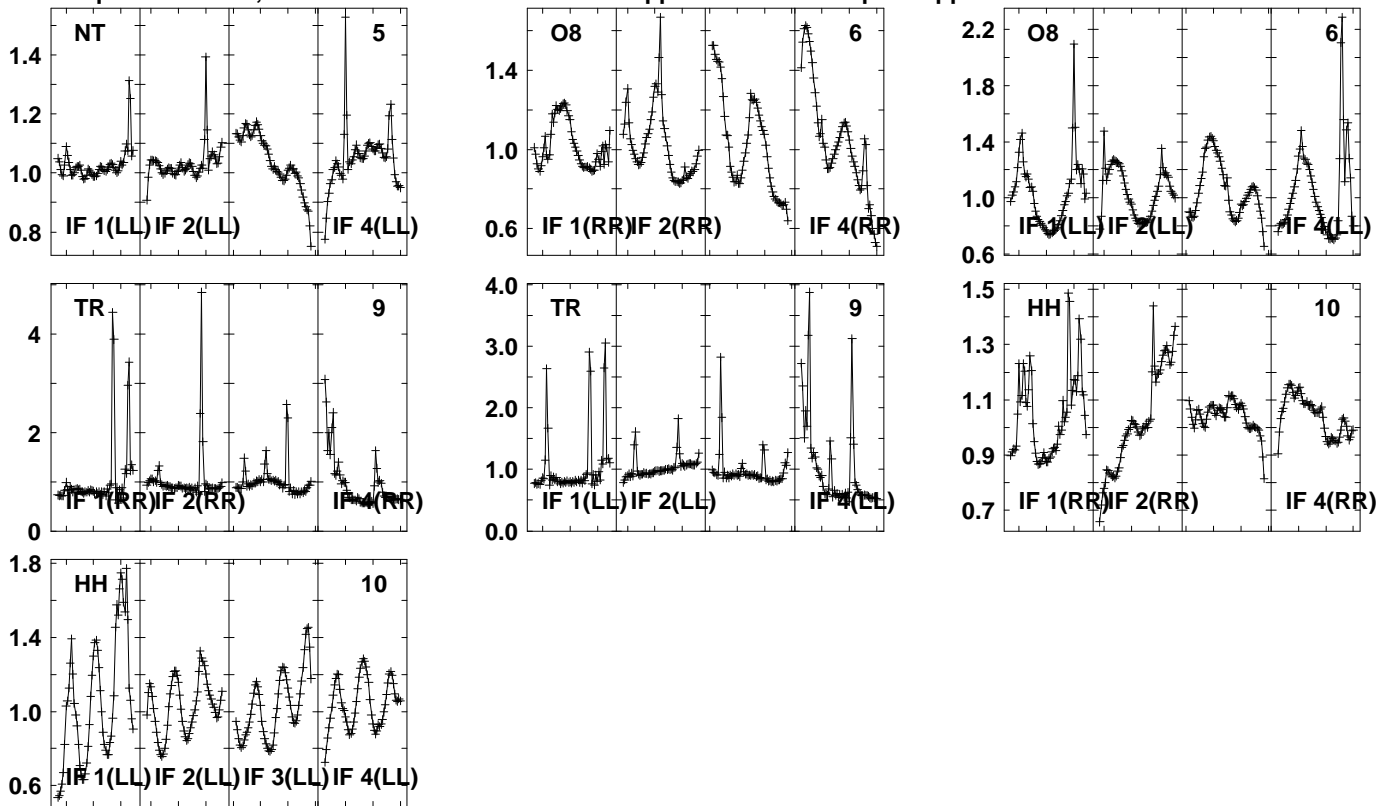 NT 5 O8 6 O8 6
1.4 1.4 2.2
1.2 1.0 1.8
1.0 0.6 1.4
0.8 1.0
0.6
IF 1(LL) IF 2(LL) IF 4(LL) IF 1(RR) IF 2(RR) IF 4(RR) IF 1(LL) IF 2(LL) IF 4(LL)
TR 9 TR 9 HH 10
4 4.0 1.5
2 3.0 1.3
0 2.0 1.1
1.0 0.9
0.0 0.7
IF 1(RR) IF 2(RR) IF 4(RR) IF 1(LL) IF 2(LL) IF 4(LL) IF 1(RR) IF 2(RR) IF 4(RR)
HH 10
1.8
1.4
1.0
0.6
IF 1(LL) IF 2(LL) IF 3(LL) IF 4(LL)